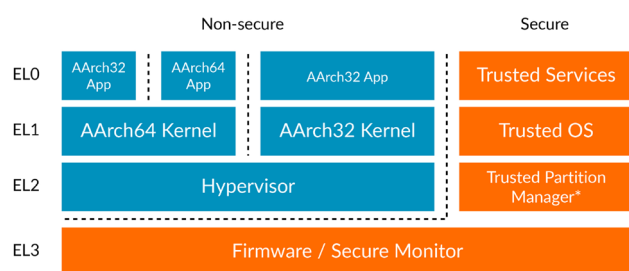 Non-secure
Secure
EL0
AArch32
App
AArch64
App
AArch32 App
Trusted Services
EL1
AArch64 Kernel
AArch32 Kernel
Trusted OS
EL2
Hypervisor
Trusted Partition
Manager*
EL3
Firmware / Secure Monitor